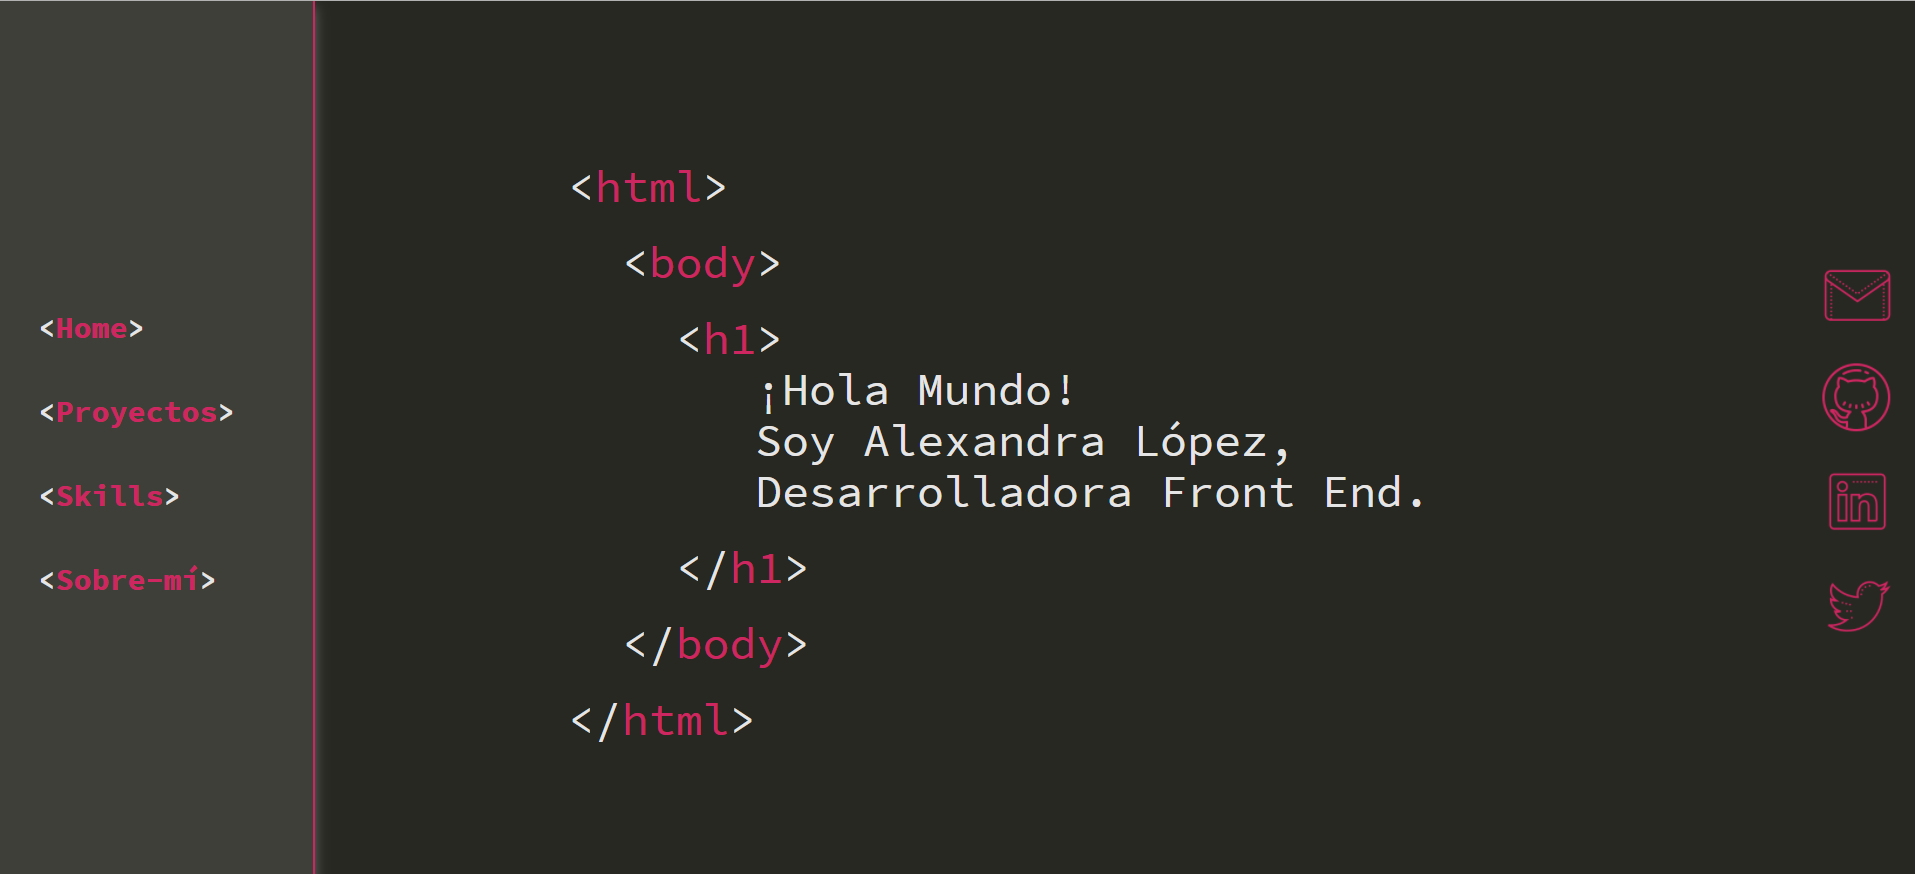 <Home>
<Proyectos>
<Skills>
<Sobre-mí>
<html>
<body>
<h1>
¡Hola Mundo!
Soy Alexandra López,
Desarrolladora Front End.
</h1>
</body>
</html>
in